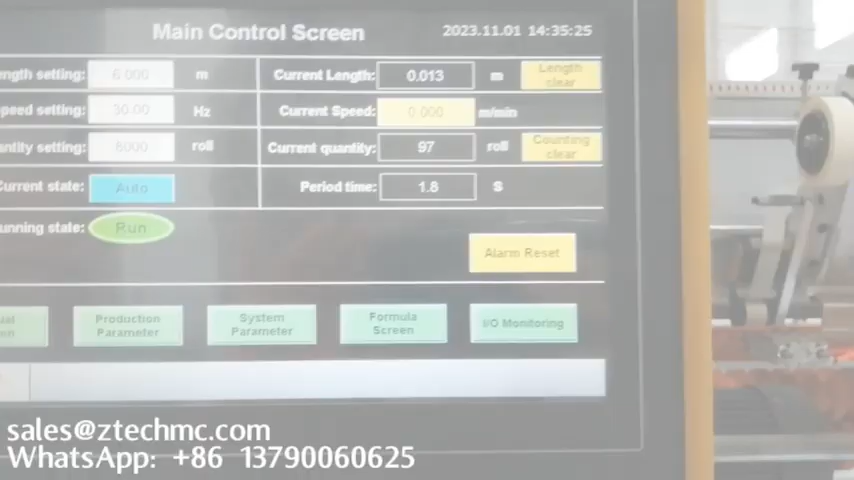 Main Control Screen 2023.11.01 14:35:25
ngth setting: 6.000 m Current Length: 0.013 m Length clear
peed setting: 30.00 Hz Current Speed: 0.000 m/min
antity setting: 8000 roll Current quantity: 97 roll Counting clear
Current state: Auto Period time: 1.8 S
unning state: Run
Alarm Reset
Production Parameter System Parameter Formula Screen I/O Monitoring
sales@ztechmc.com
WhatsApp: +86 13790060625